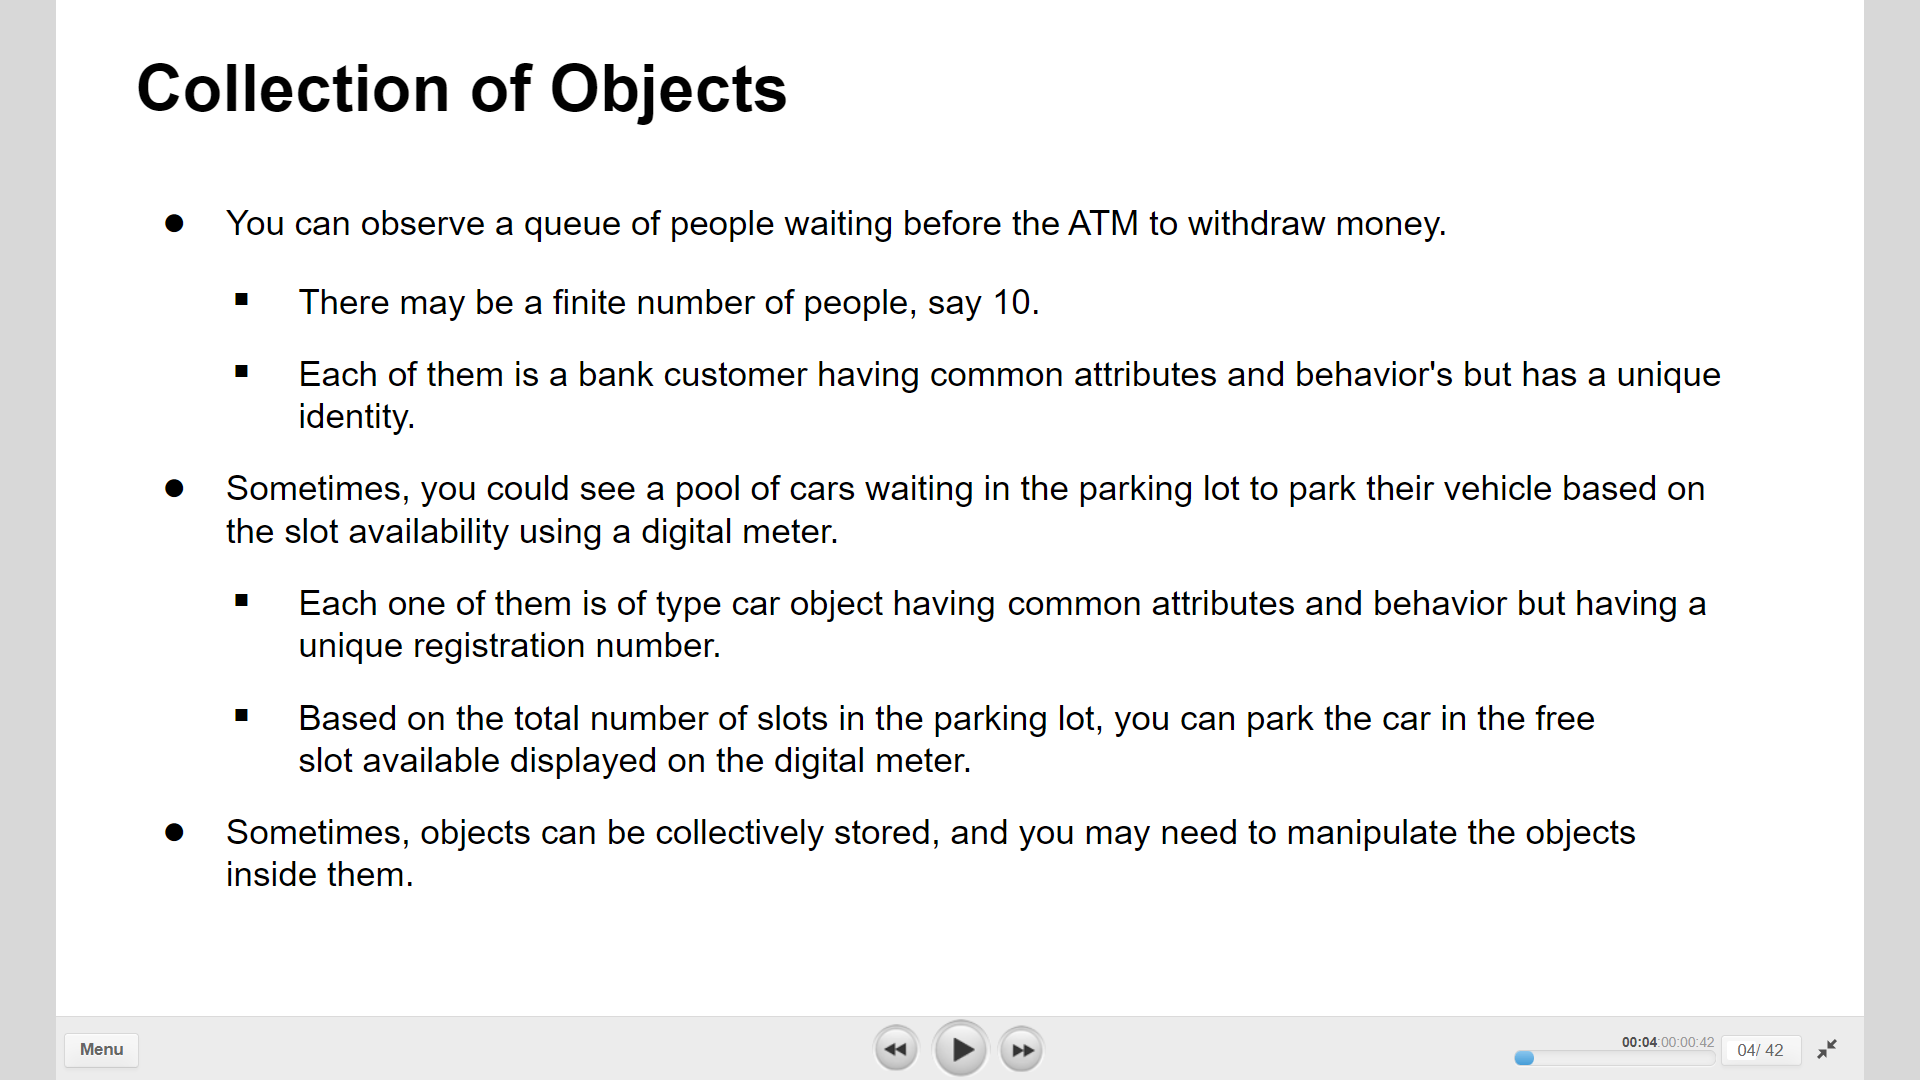 Collection of Objects
● You can observe a queue of people waiting before the ATM to withdraw money.
▪ There may be a finite number of people, say 10.
▪ Each of them is a bank customer having common attributes and behavior's but has a unique
identity.
● Sometimes, you could see a pool of cars waiting in the parking lot to park their vehicle based on
the slot availability using a digital meter.
▪ Each one of them is of type car object having common attributes and behavior but having a
unique registration number.
▪ Based on the total number of slots in the parking lot, you can park the car in the free
slot available displayed on the digital meter.
● Sometimes, objects can be collectively stored, and you may need to manipulate the objects
inside them.
Menu
00:04:00:00:42
04/ 42